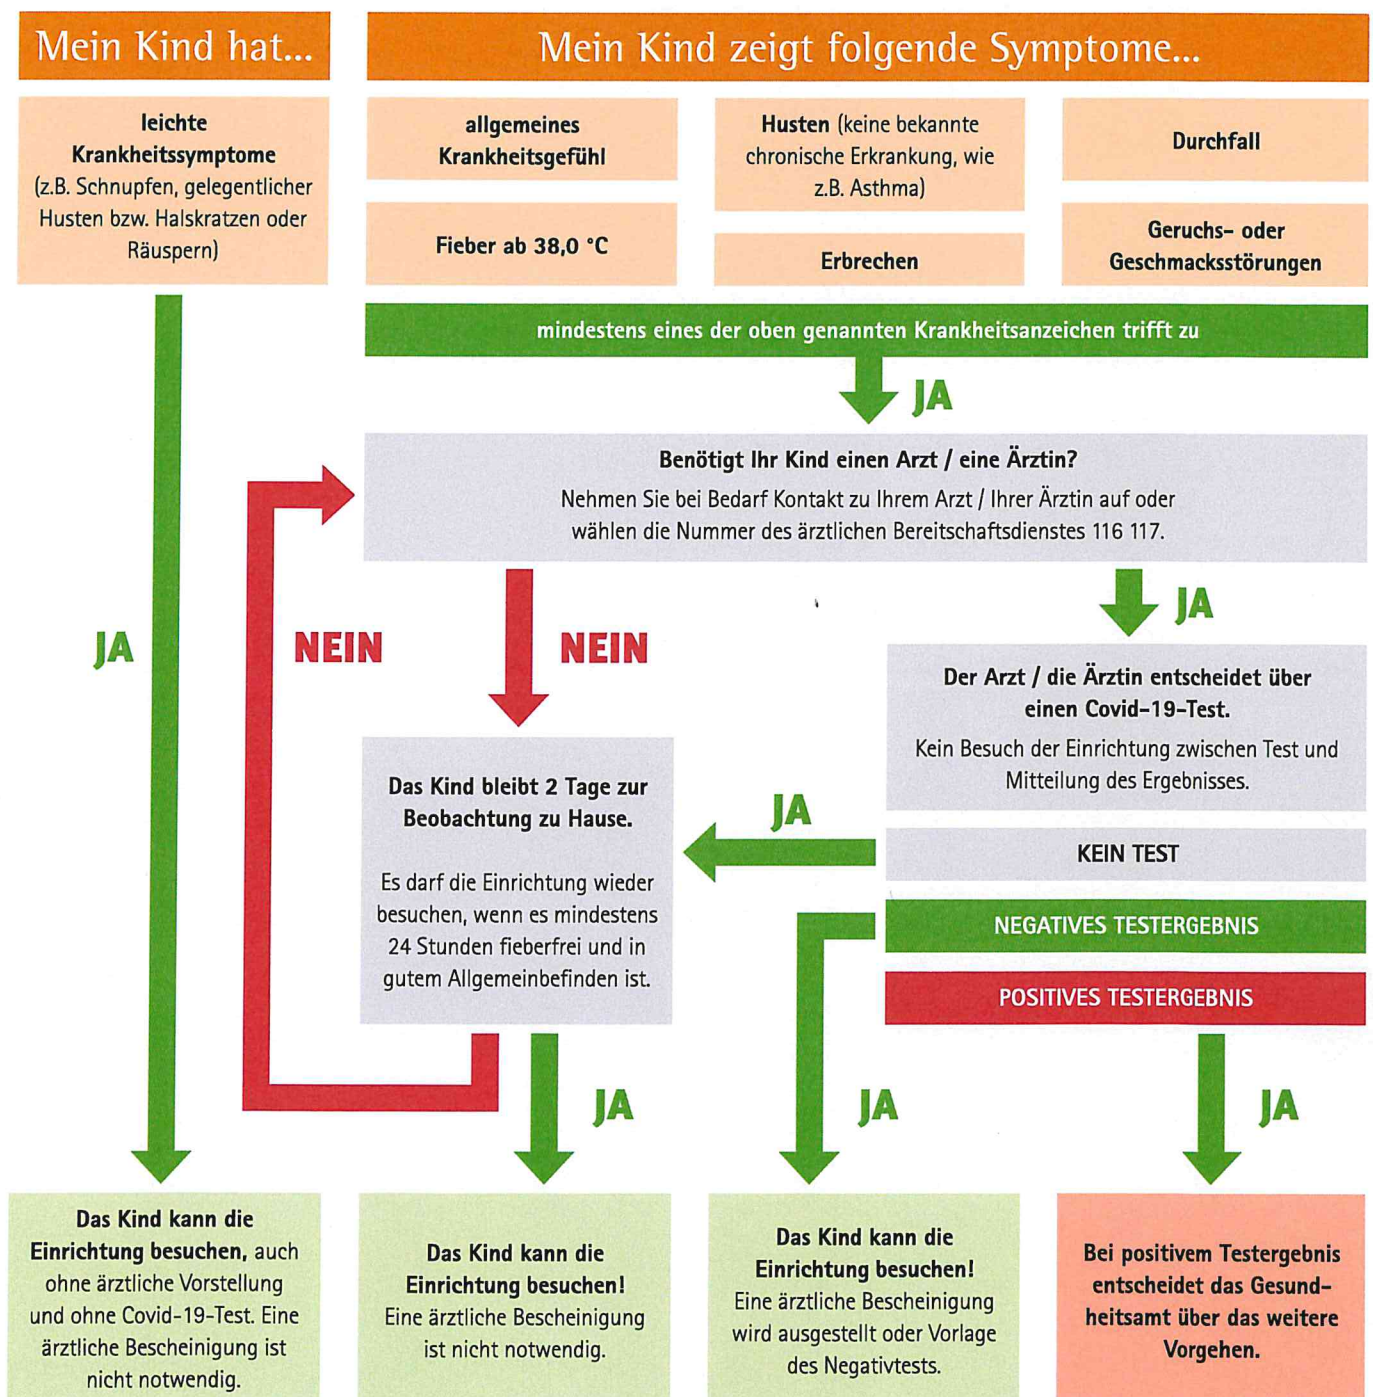 Mein Kind hat...
Mein Kind zeigt folgende Symptome...
leichte
Krankheitssymptome
(z.B. Schnupfen, gelegentlicher
Husten bzw. Halskratzen oder
Räuspern)
allgemeines
Krankheitsgefühl
Husten (keine bekannte
chronische Erkrankung, wie
z.B. Asthma)
Durchfall
Fieber ab 38,0 °C
Erbrechen
Geruchs- oder
Geschmacksstörungen
mindestens eines der oben genannten Krankheitsanzeichen trifft zu
JA
Benötigt Ihr Kind einen Arzt / eine Ärztin?
Nehmen Sie bei Bedarf Kontakt zu Ihrem Arzt / Ihrer Ärztin auf oder
wählen die Nummer des ärztlichen Bereitschaftsdienstes 116 117.
JA
NEIN
NEIN
JA
Der Arzt / die Ärztin entscheidet über
einen Covid-19-Test.
Kein Besuch der Einrichtung zwischen Test und
Mitteilung des Ergebnisses.
Das Kind bleibt 2 Tage zur
Beobachtung zu Hause.
Es darf die Einrichtung wieder
besuchen, wenn es mindestens
24 Stunden fieberfrei und in
gutem Allgemeinbefinden ist.
JA
KEIN TEST
NEGATIVES TESTERGEBNIS
POSITIVES TESTERGEBNIS
JA
JA
JA
Das Kind kann die
Einrichtung besuchen, auch
ohne ärztliche Vorstellung
und ohne Covid-19-Test. Eine
ärztliche Bescheinigung ist
nicht notwendig.
Das Kind kann die
Einrichtung besuchen!
Eine ärztliche Bescheinigung
ist nicht notwendig.
Das Kind kann die
Einrichtung besuchen!
Eine ärztliche Bescheinigung
wird ausgestellt oder Vorlage
des Negativtests.
Bei positivem Testergebnis
entscheidet das Gesund-
heitsamt über das weitere
Vorgehen.